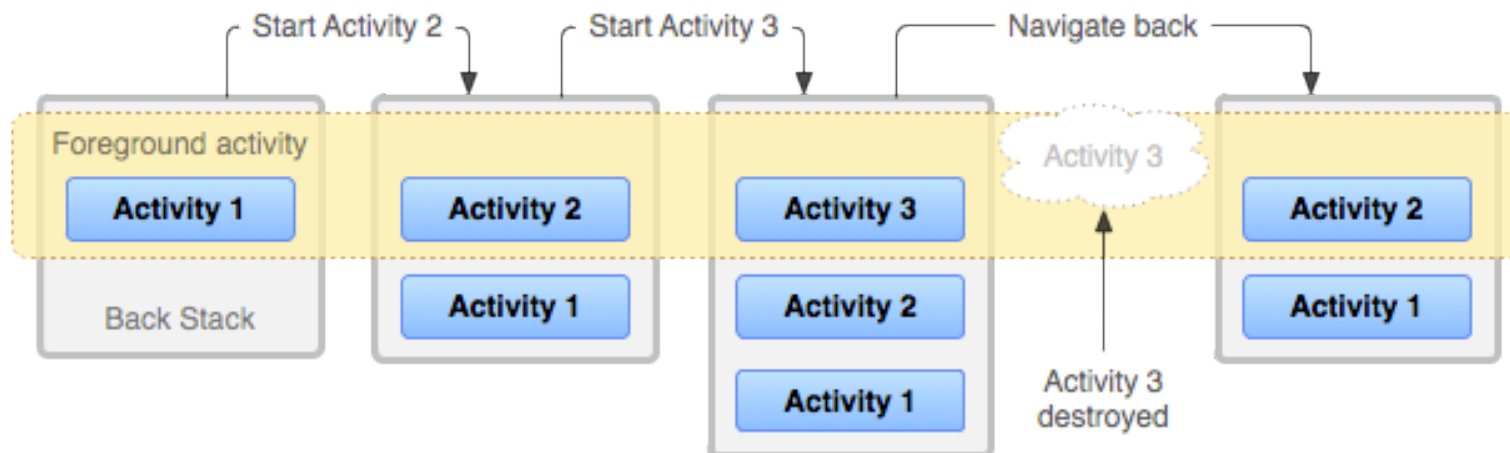 Start Activity 2
Start Activity 3
Navigate back
Foreground activity
Activity 3
Activity 1
Activity 2
Activity 3
Activity 2
Back Stack
Activity 1
Activity 2
Activity 1
Activity 1
Activity 3
destroyed